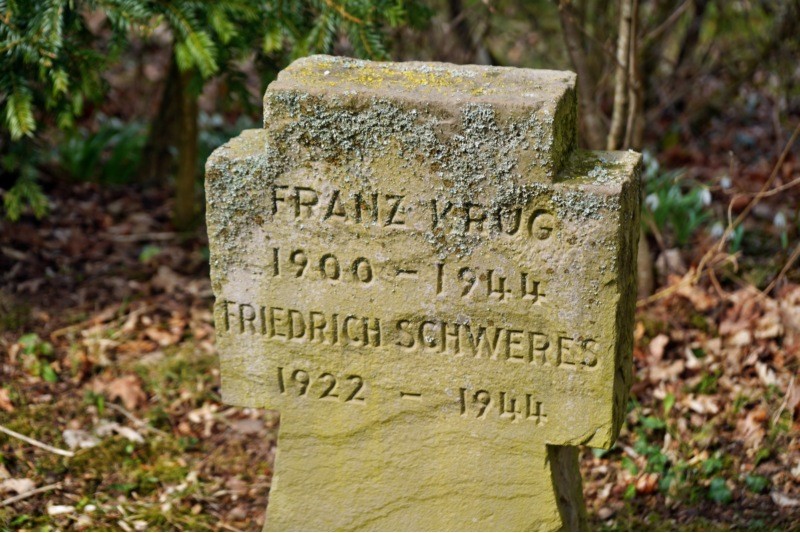 FRANZ KRUG
1900 - 1944
FRIEDRICH SCHWERES
1922 - 1944